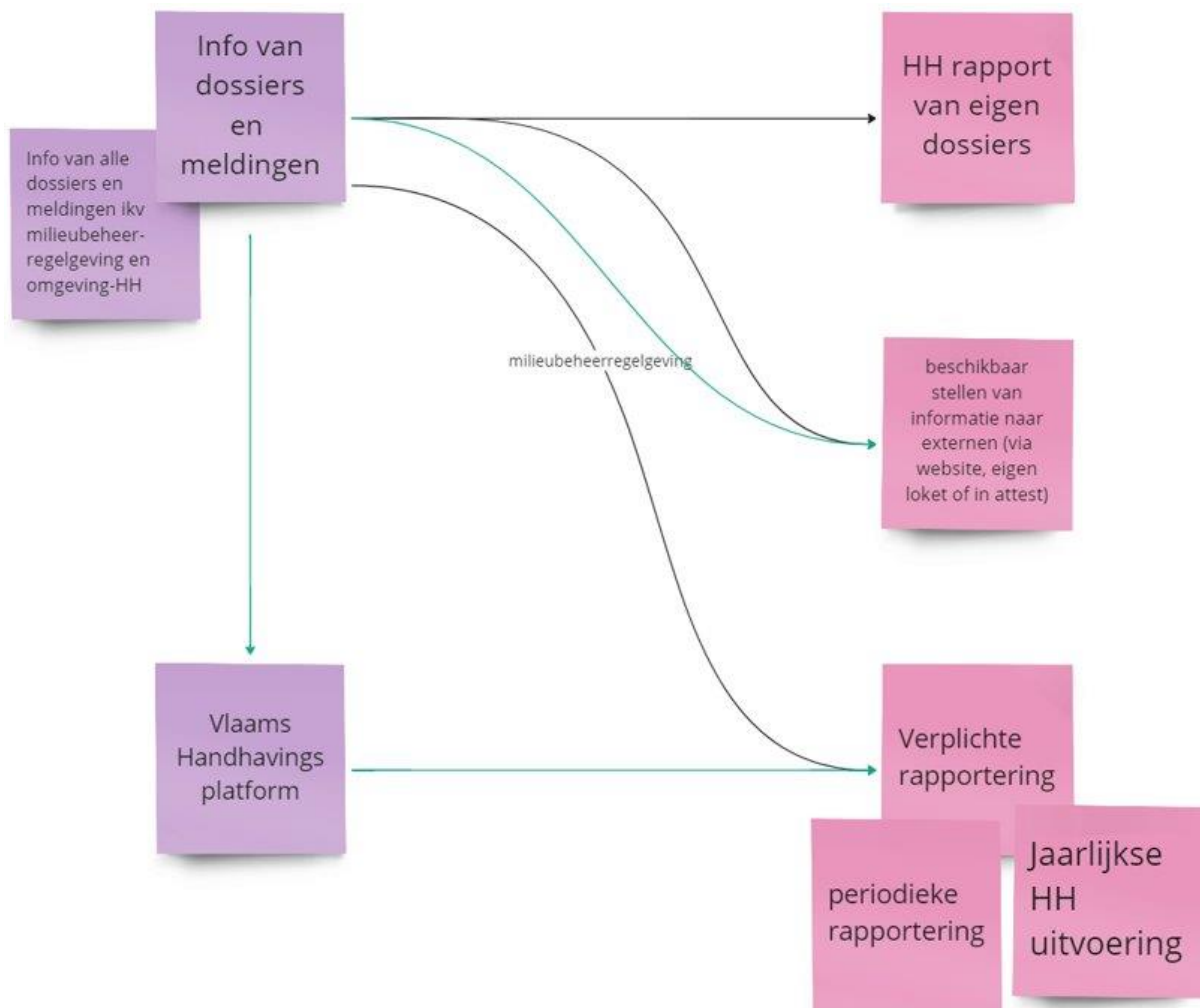 Info van
dossiers
en
meldingen
Info van alle
dossiers en
meldingen ikv
milieubeheer-
regelgeving en
omgeving-HH
HH rapport
van eigen
dossiers
milieubeheerregelgeving
beschikbaar
stellen van
informatie naar
externen (via
website, eigen
loket of in attest)
Vlaams
Handhavings
platform
Verplichte
rapportering
periodieke
rapportering
Jaarlijkse
HH
uitvoering